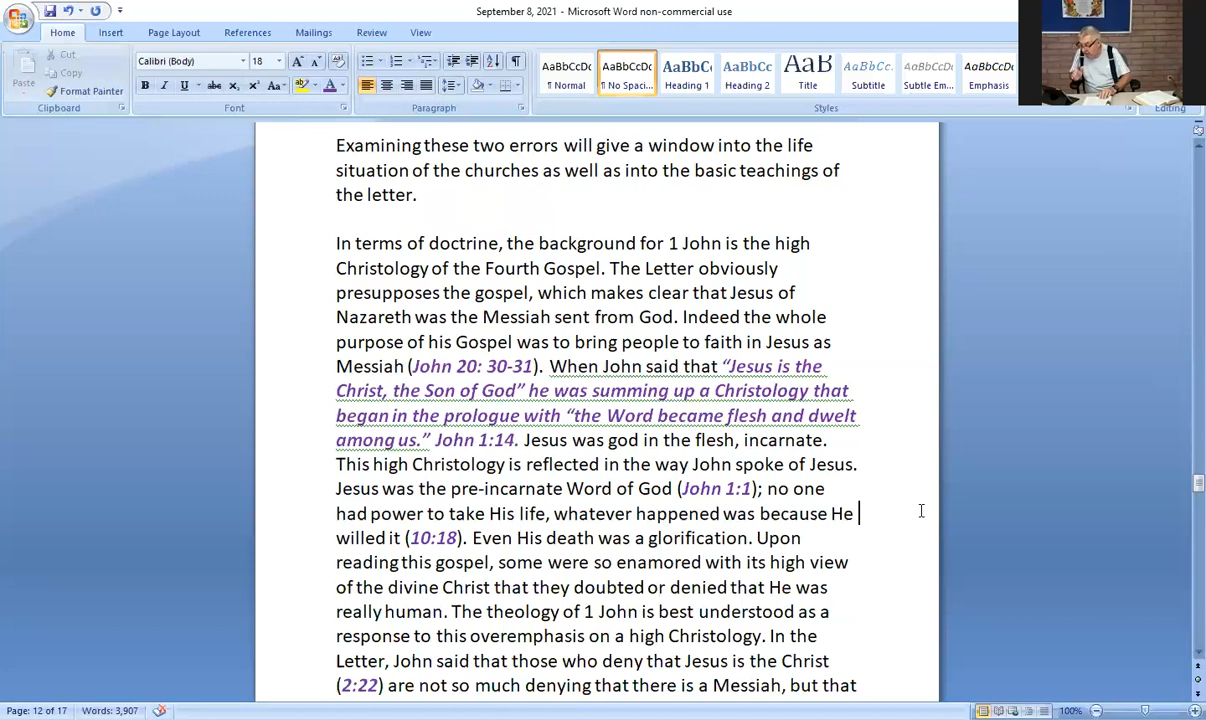 September 8, 2021 - Microsoft Word non-commercial use
Home Insert Page Layout References Mailings Review View
Cut
Copy
Format Painter
Paste
Clipboard
Calibri (Body) 18
Font
Paragraph
AaBbCcDc AaBbCcDc AaBbC AaBbCc AaB AaBbCcI AaBbCcDc AaBbCcDc
¶ Normal ¶ No Spaci... Heading 1 Heading 2 Title Subtitle Subtle Em... Emphasis
Styles
Editing
Examining these two errors will give a window into the life
situation of the churches as well as into the basic teachings of
the letter.
In terms of doctrine, the background for 1 John is the high
Christology of the Fourth Gospel. The Letter obviously
presupposes the gospel, which makes clear that Jesus of
Nazareth was the Messiah sent from God. Indeed the whole
purpose of his Gospel was to bring people to faith in Jesus as
Messiah (John 20: 30-31). When John said that “Jesus is the
Christ, the Son of God” he was summing up a Christology that
began in the prologue with “the Word became flesh and dwelt
among us.” John 1:14. Jesus was god in the flesh, incarnate.
This high Christology is reflected in the way John spoke of Jesus.
Jesus was the pre-incarnate Word of God (John 1:1); no one
had power to take His life, whatever happened was because He
willed it (10:18). Even His death was a glorification. Upon
reading this gospel, some were so enamored with its high view
of the divine Christ that they doubted or denied that He was
really human. The theology of 1 John is best understood as a
response to this overemphasis on a high Christology. In the
Letter, John said that those who deny that Jesus is the Christ
(2:22) are not so much denying that there is a Messiah, but that
Page: 12 of 17 Words: 3,907 100%